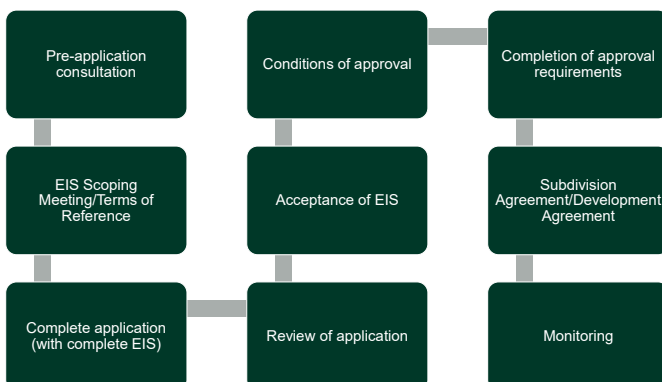 Pre-application
consultation
EIS Scoping
Meeting/Terms of
Reference
Complete application
(with complete EIS)
Review of application
Acceptance of EIS
Conditions of approval
Completion of approval
requirements
Subdivision
Agreement/Development
Agreement
Monitoring